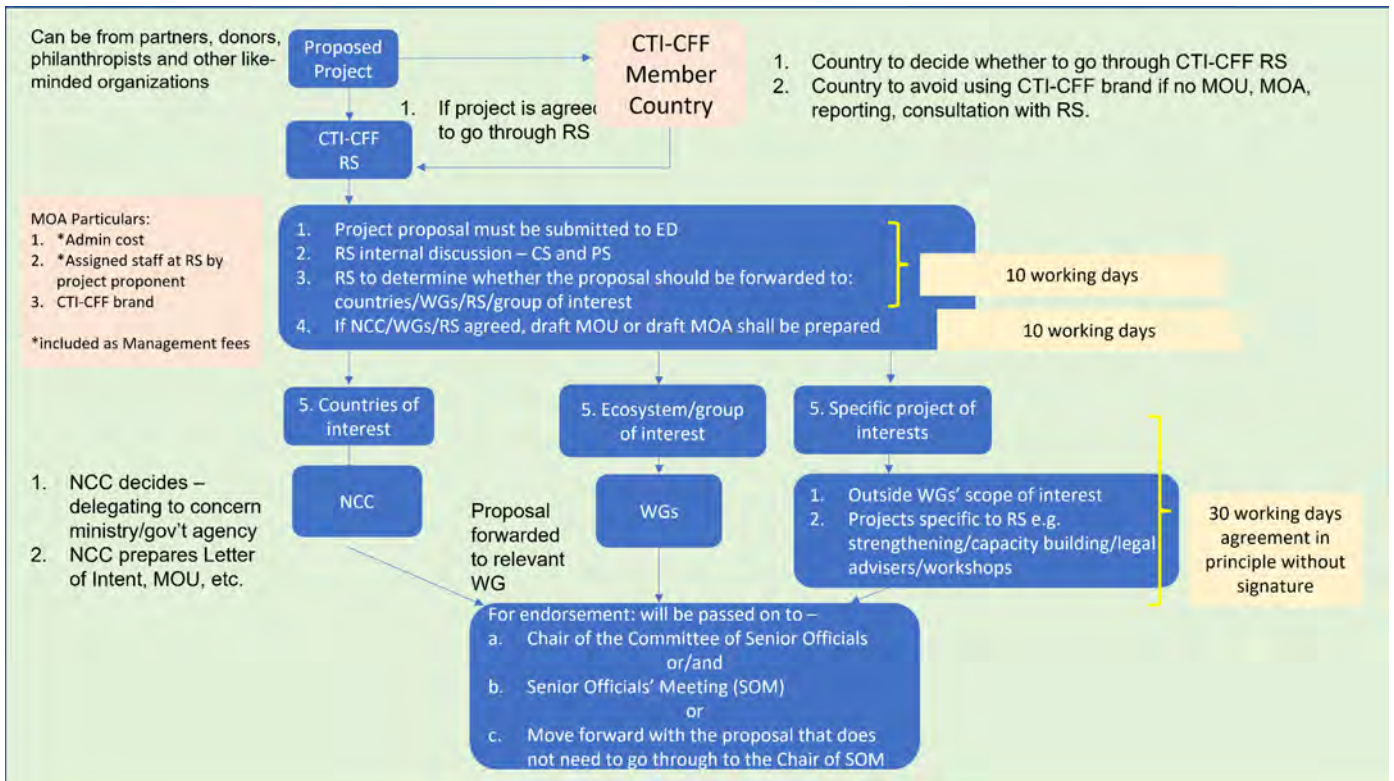 Can be from partners, donors,
philanthropists and other like-
minded organizations
Proposed
Project
CTI-CFF
Member
Country
1. Country to decide whether to go through CTI-CFF RS
2. Country to avoid using CTI-CFF brand if no MOU, MOA,
reporting, consultation with RS.
1. If project is agreed
to go through RS
CTI-CFF
RS
MOA Particulars:
1. *Admin cost
2. *Assigned staff at RS by
project proponent
3. CTI-CFF brand
*included as Management fees
1. Project proposal must be submitted to ED
2. RS internal discussion – CS and PS
3. RS to determine whether the proposal should be forwarded to:
countries/WGs/RS/group of interest
4. If NCC/WGs/RS agreed, draft MOU or draft MOA shall be prepared
10 working days
10 working days
5. Countries of
interest
5. Ecosystem/group
of interest
5. Specific project of
interests
1. NCC decides –
delegating to concern
ministry/gov't agency
2. NCC prepares Letter
of Intent, MOU, etc.
NCC
Proposal
forwarded
to relevant
WG
WGs
1. Outside WGs' scope of interest
2. Projects specific to RS e.g.
strengthening/capacity building/legal
advisers/workshops
30 working days
agreement in
principle without
signature
For endorsement: will be passed on to –
a. Chair of the Committee of Senior Officials
or/and
b. Senior Officials' Meeting (SOM)
or
c. Move forward with the proposal that does
not need to go through to the Chair of SOM